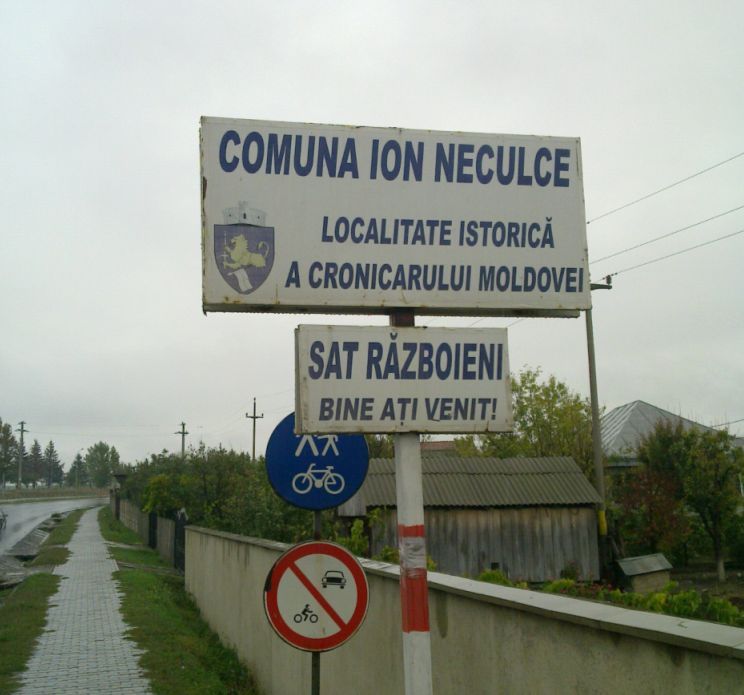 COMUNA ION NECULCE
LOCALITATE ISTORICĂ
A CRONICARULUI MOLDOVEI
SAT RĂZBOIENI
BINE AȚI VENIT!